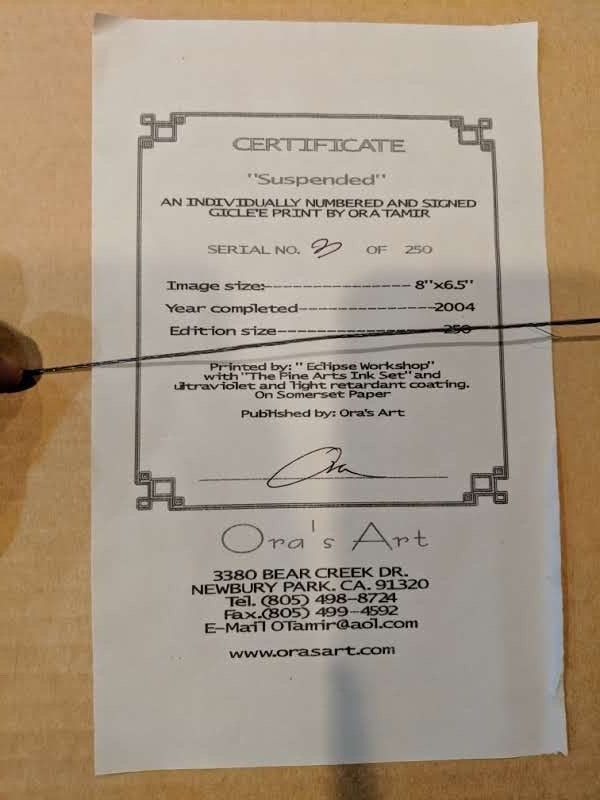 CERTIFICATE
"Suspended"
AN INDIVIDUALLY NUMBERED AND SIGNED
GICLE'E PRINT BY ORA TAMIR
SERIAL NO. OF 250
Image size:----------------- 8"x6.5"
Year completed-----------------2004
Edition size-----------------250
Printed by: " Eclipse Workshop"
with "The Fine Arts Ink Set" and
ultraviolet and light retardant coating.
On Somerset Paper
Published by: Ora's Art
Ora
Ora's Art
3380 BEAR CREEK DR.
NEWBURY PARK. CA. 91320
Tel. (805) 498-8724
Fax.(805) 499-4592
E-Mail OTamir@aol.com
www.orasart.com